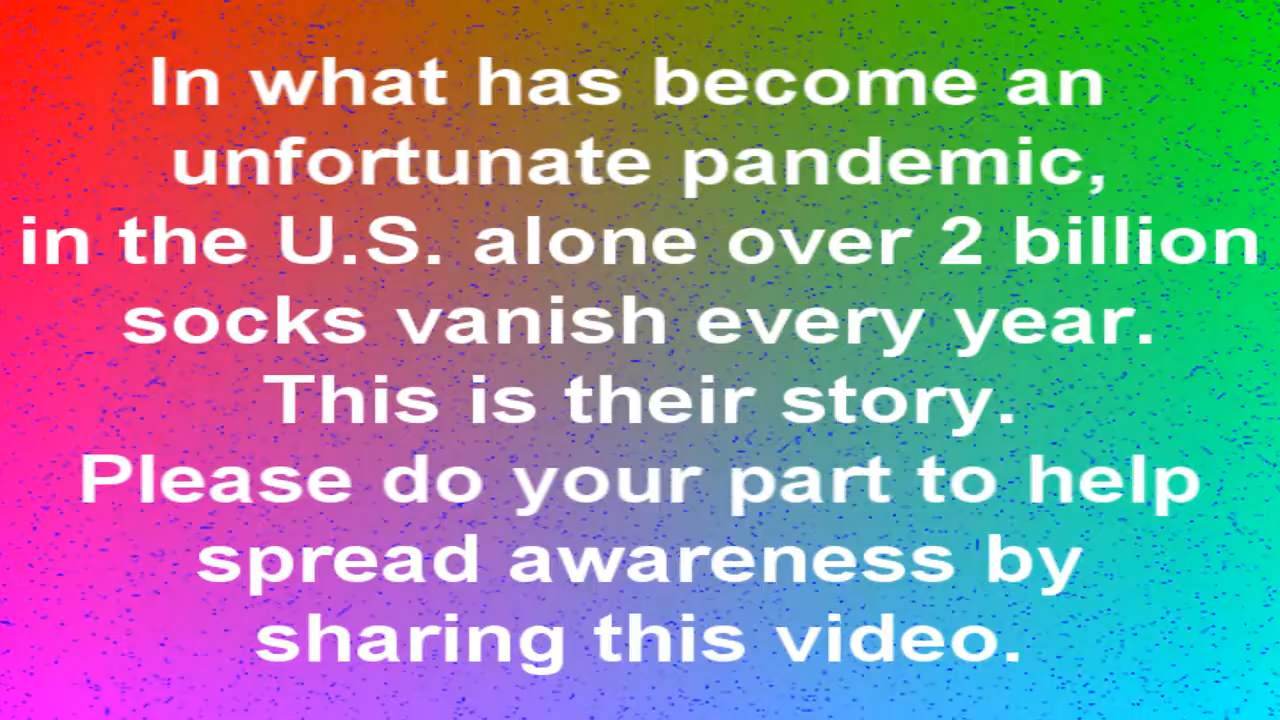 In what has become an
unfortunate pandemic,
in the U.S. alone over 2 billion
socks vanish every year.
This is their story.
Please do your part to help
spread awareness by
sharing this video.